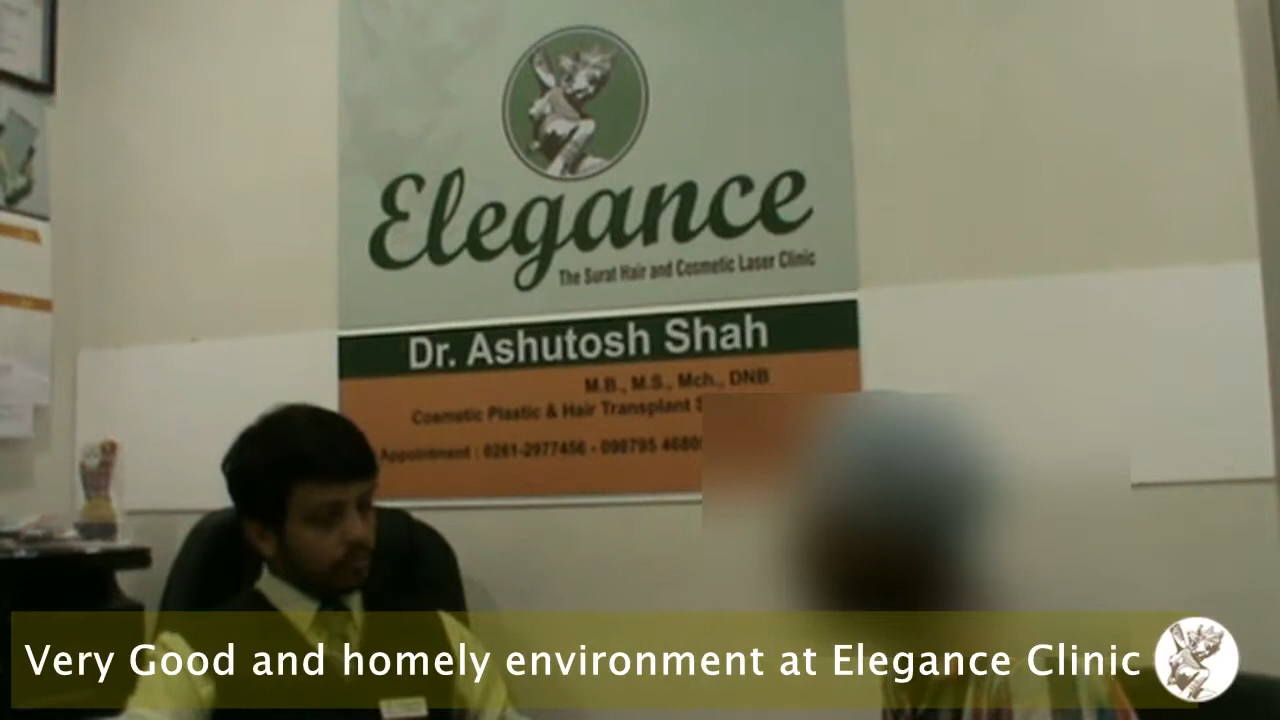 Elegance
The Surat Hair and Cosmetic Laser Clinic
Dr. Ashutosh Shah
M.B., M.S., Mch., DNB
Cosmetic Plastic & Hair Transplant S
Appointment : 0261-2977456 - 098795 4680
Very Good and homely environment at Elegance Clinic